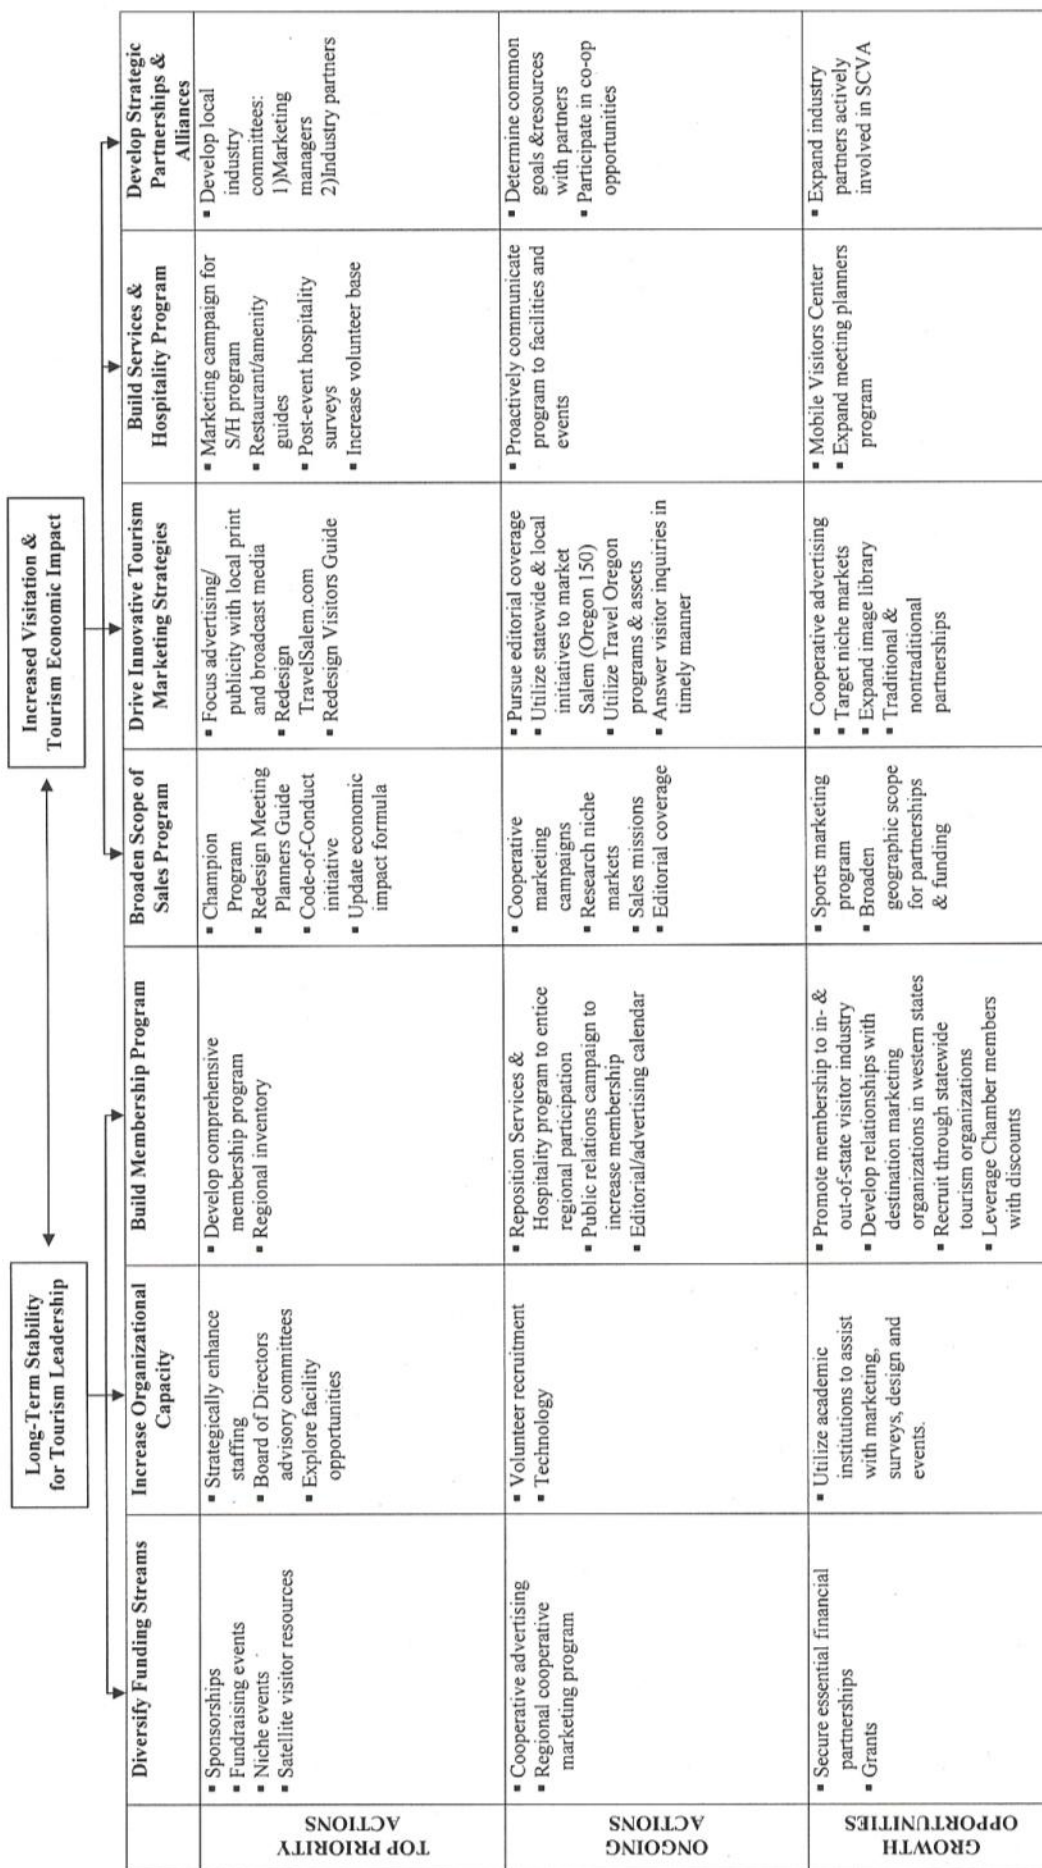 Long-Term Stability
for Tourism Leadership
Increased Visitation &
Tourism Economic Impact
Diversify Funding Streams
Increase Organizational
Capacity
Build Membership Program
Broaden Scope of
Sales Program
Drive Innovative Tourism
Marketing Strategies
Build Services &
Hospitality Program
Develop Strategic
Partnerships &
Alliances
TOP PRIORITY
ACTIONS
▪ Sponsorships
▪ Fundraising events
▪ Niche events
▪ Satellite visitor resources
▪ Strategically enhance
staffing
▪ Board of Directors
advisory committees
▪ Explore facility
opportunities
▪ Develop comprehensive
membership program
▪ Regional inventory
▪ Champion
Program
▪ Redesign Meeting
Planners Guide
▪ Code-of-Conduct
initiative
▪ Update economic
impact formula
▪ Focus advertising/
publicity with local print
and broadcast media
▪ Redesign
TravelSalem.com
▪ Redesign Visitors Guide
▪ Marketing campaign for
S/H program
▪ Restaurant/amenity
guides
▪ Post-event hospitality
surveys
▪ Increase volunteer base
▪ Develop local
industry
committees:
1)Marketing
managers
2)Industry partners
ONGOING
ACTIONS
▪ Cooperative advertising
▪ Regional cooperative
marketing program
▪ Volunteer recruitment
▪ Technology
▪ Reposition Services &
Hospitality program to entice
regional participation
▪ Public relations campaign to
increase membership
▪ Editorial/advertising calendar
▪ Cooperative
marketing
campaigns
▪ Research niche
markets
▪ Sales missions
▪ Editorial coverage
▪ Pursue editorial coverage
▪ Utilize statewide & local
initiatives to market
Salem (Oregon 150)
▪ Utilize Travel Oregon
programs & assets
▪ Answer visitor inquiries in
timely manner
▪ Proactively communicate
program to facilities and
events
▪ Determine common
goals &resources
with partners
▪ Participate in co-op
opportunities
GROWTH
OPPORTUNITIES
▪ Secure essential financial
partnerships
▪ Grants
▪ Utilize academic
institutions to assist
with marketing,
surveys, design and
events.
▪ Promote membership to in- &
out-of-state visitor industry
▪ Develop relationships with
destination marketing
organizations in western states
▪ Recruit through statewide
tourism organizations
▪ Leverage Chamber members
with discounts
▪ Sports marketing
program
▪ Broaden
geographic scope
for partnerships
& funding
▪ Cooperative advertising
▪ Target niche markets
▪ Expand image library
▪ Traditional &
nontraditional
partnerships
▪ Mobile Visitors Center
▪ Expand meeting planners
program
▪ Expand industry
partners actively
involved in SCVA